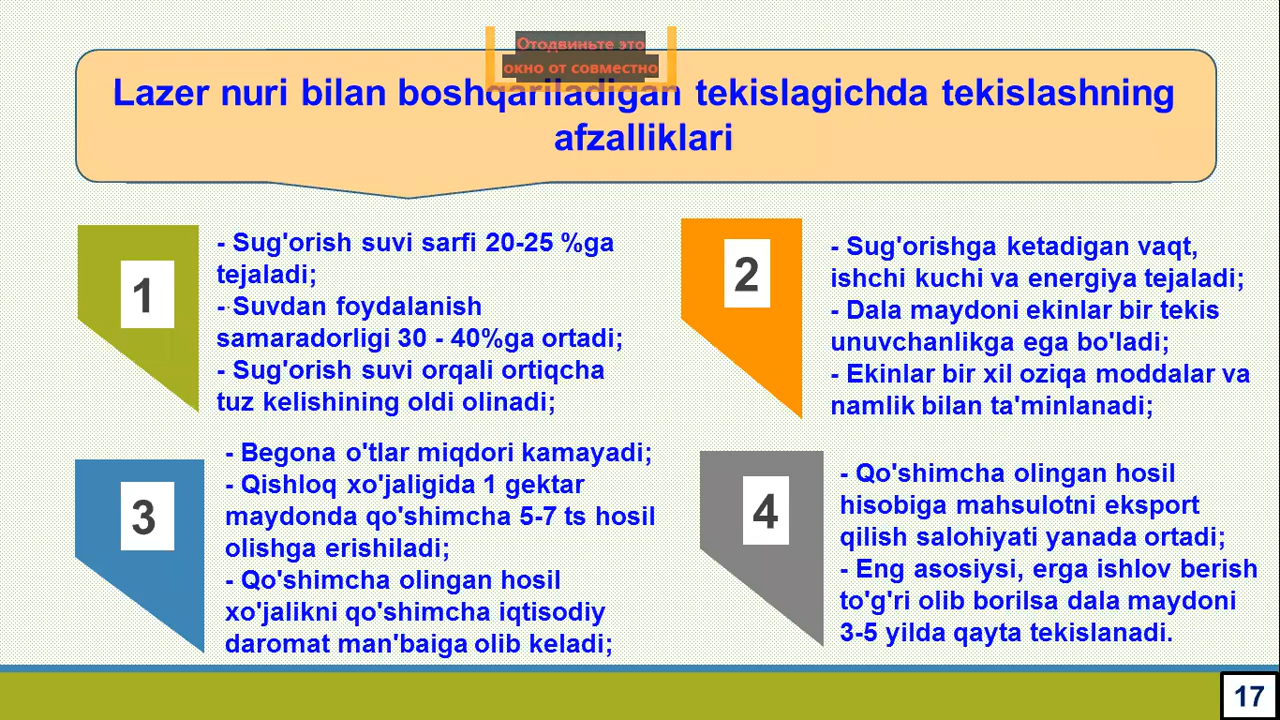 Отодвиньте это
окно от совместно
Lazer nuri bilan boshqariladigan tekislagichda tekislashning
afzalliklari
1
- Sug'orish suvi sarfi 20-25 %ga
tejaladi;
- Suvdan foydalanish
samaradorligi 30 - 40%ga ortadi;
- Sug'orish suvi orqali ortiqcha
tuz kelishining oldi olinadi;
2
- Sug'orishga ketadigan vaqt,
ishchi kuchi va energiya tejaladi;
- Dala maydoni ekinlar bir tekis
unuvchanlikga ega bo'ladi;
- Ekinlar bir xil oziqa moddalar va
namlik bilan ta'minlanadi;
3
- Begona o'tlar miqdori kamayadi;
- Qishloq xo'jaligida 1 gektar
maydonda qo'shimcha 5-7 ts hosil
olishga erishiladi;
- Qo'shimcha olingan hosil
xo'jalikni qo'shimcha iqtisodiy
daromat man'baiga olib keladi;
4
- Qo'shimcha olingan hosil
hisobiga mahsulotni eksport
qilish salohiyati yanada ortadi;
- Eng asosiysi, erga ishlov berish
to'g'ri olib borilsa dala maydoni
3-5 yilda qayta tekislanadi.
17